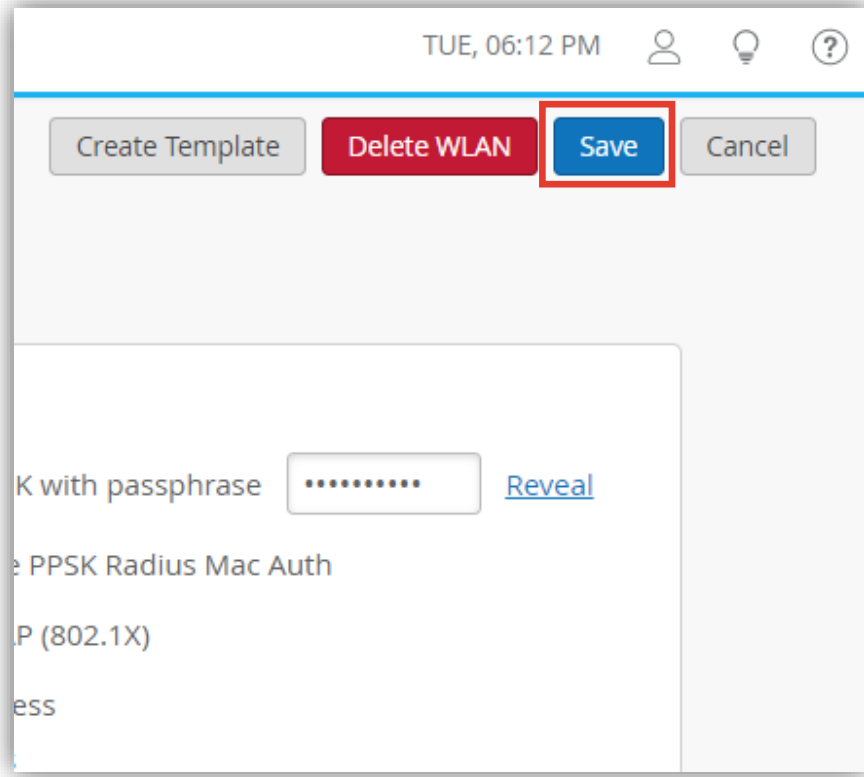 TUE, 06:12 PM
Create Template Delete WLAN Save Cancel
K with passphrase •••••••••• Reveal
e PPSK Radius Mac Auth
P (802.1X)
ess